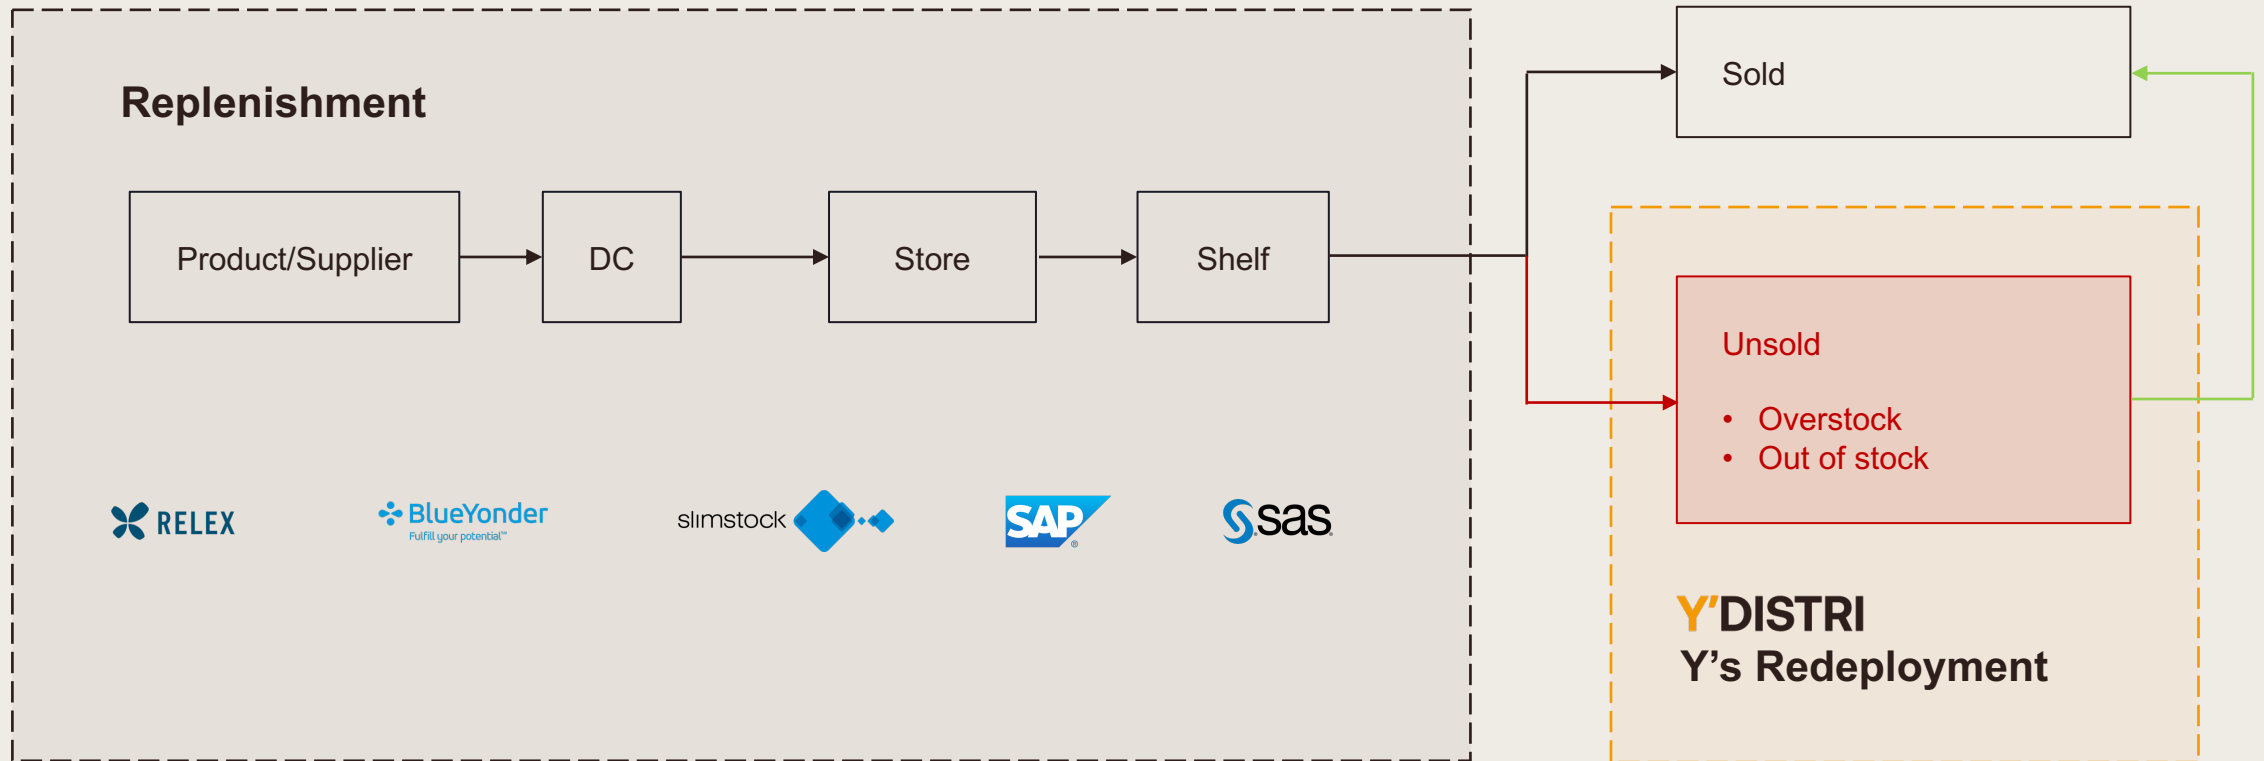 Replenishment
Product/Supplier
DC
Store
Shelf
RELEX
BlueYonder
Fulfill your potential™
slimstock
SAP
®
sas
Sold
Unsold
• Overstock
• Out of stock
Y'DISTRI
Y’s Redeployment